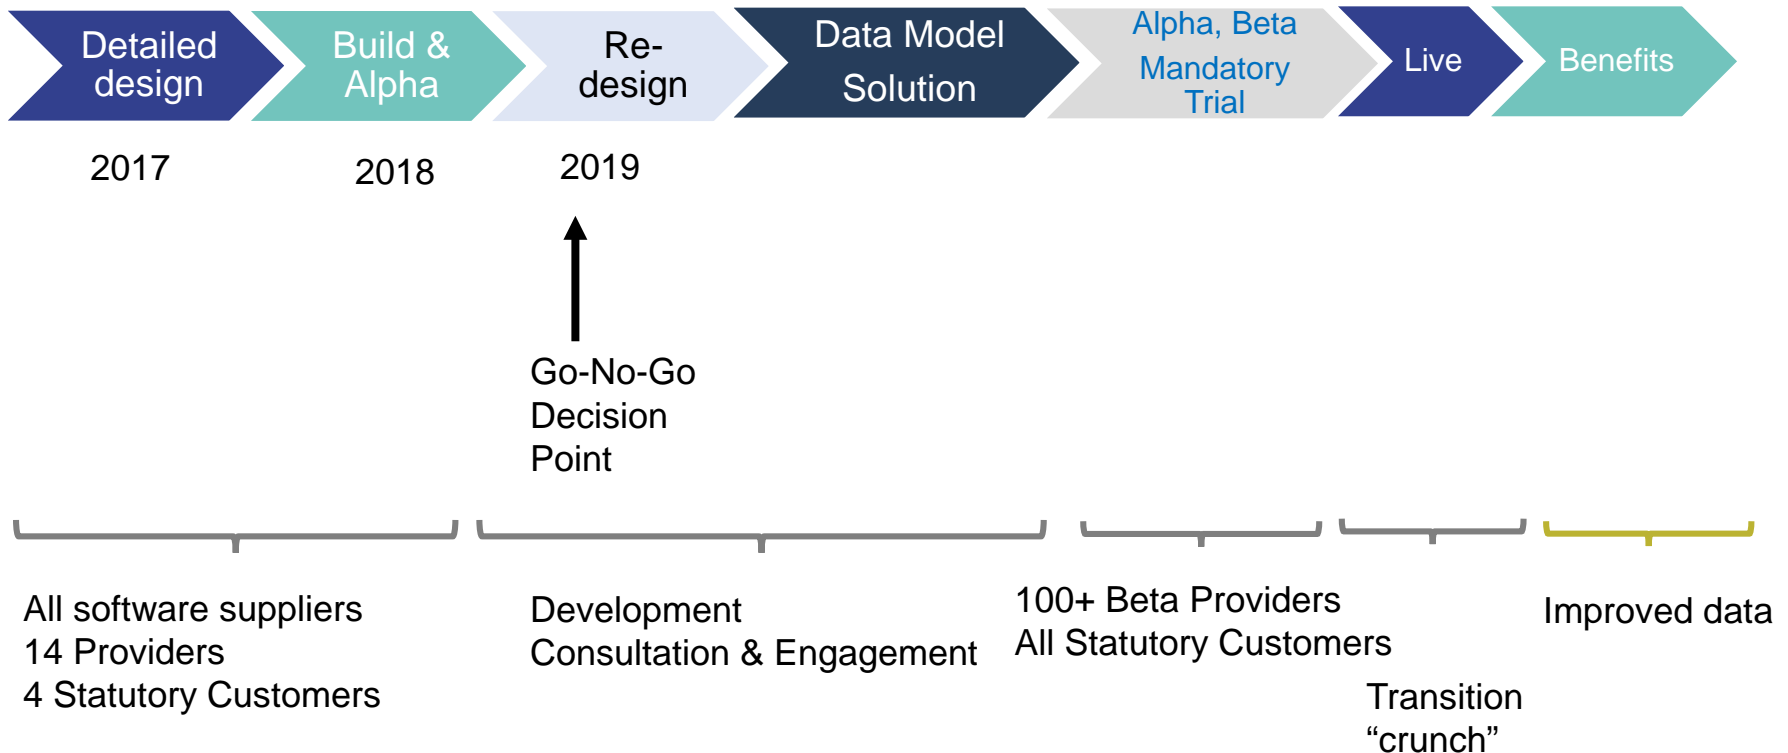 Detailed
design
Build &
Alpha
Re-
design
Data Model
Solution
Alpha, Beta
Mandatory
Trial
Live
Benefits
2017
2018
2019
Go-No-Go
Decision
Point
All software suppliers
14 Providers
4 Statutory Customers
Development
Consultation & Engagement
100+ Beta Providers
All Statutory Customers
Transition
“crunch”
Improved data